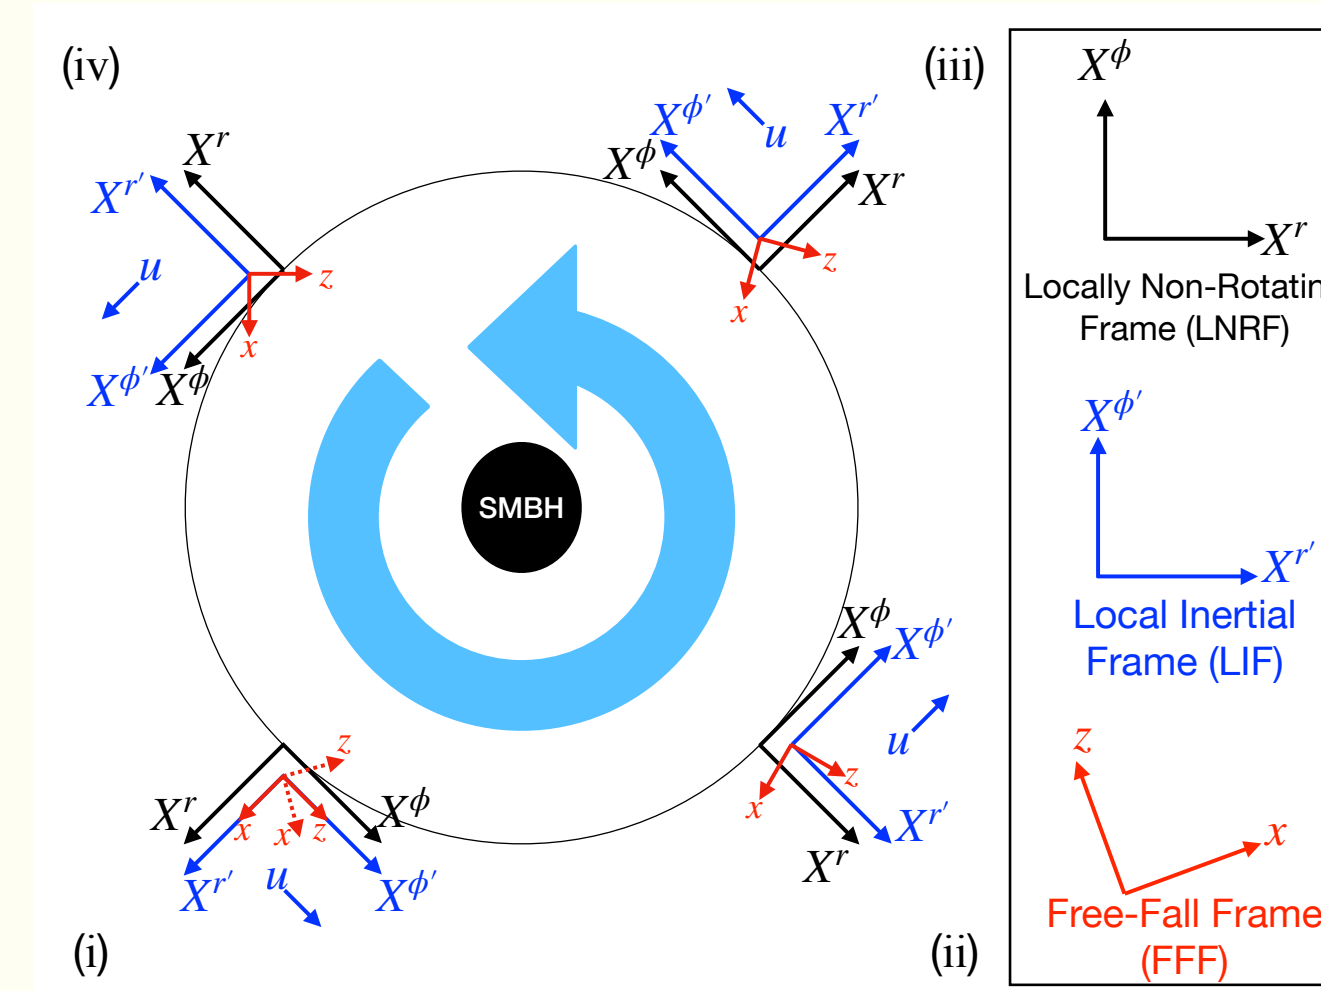 (iv)
(iii)
X^r
X^{r'}
u
X^{ϕ'}
X^ϕ
z
x
X^{ϕ'}
u
X^{r'}
X^ϕ
X^r
z
x
SMBH
X^r
X^ϕ
z
x
x
z
X^{r'}
u
X^{ϕ'}
(i)
X^ϕ
X^{ϕ'}
u
z
x
X^{r'}
X^r
(ii)
X^ϕ
X^r
Locally Non-Rotatin
Frame (LNRF)
X^{ϕ'}
X^{r'}
Local Inertial
Frame (LIF)
z
x
Free-Fall Frame
(FFF)